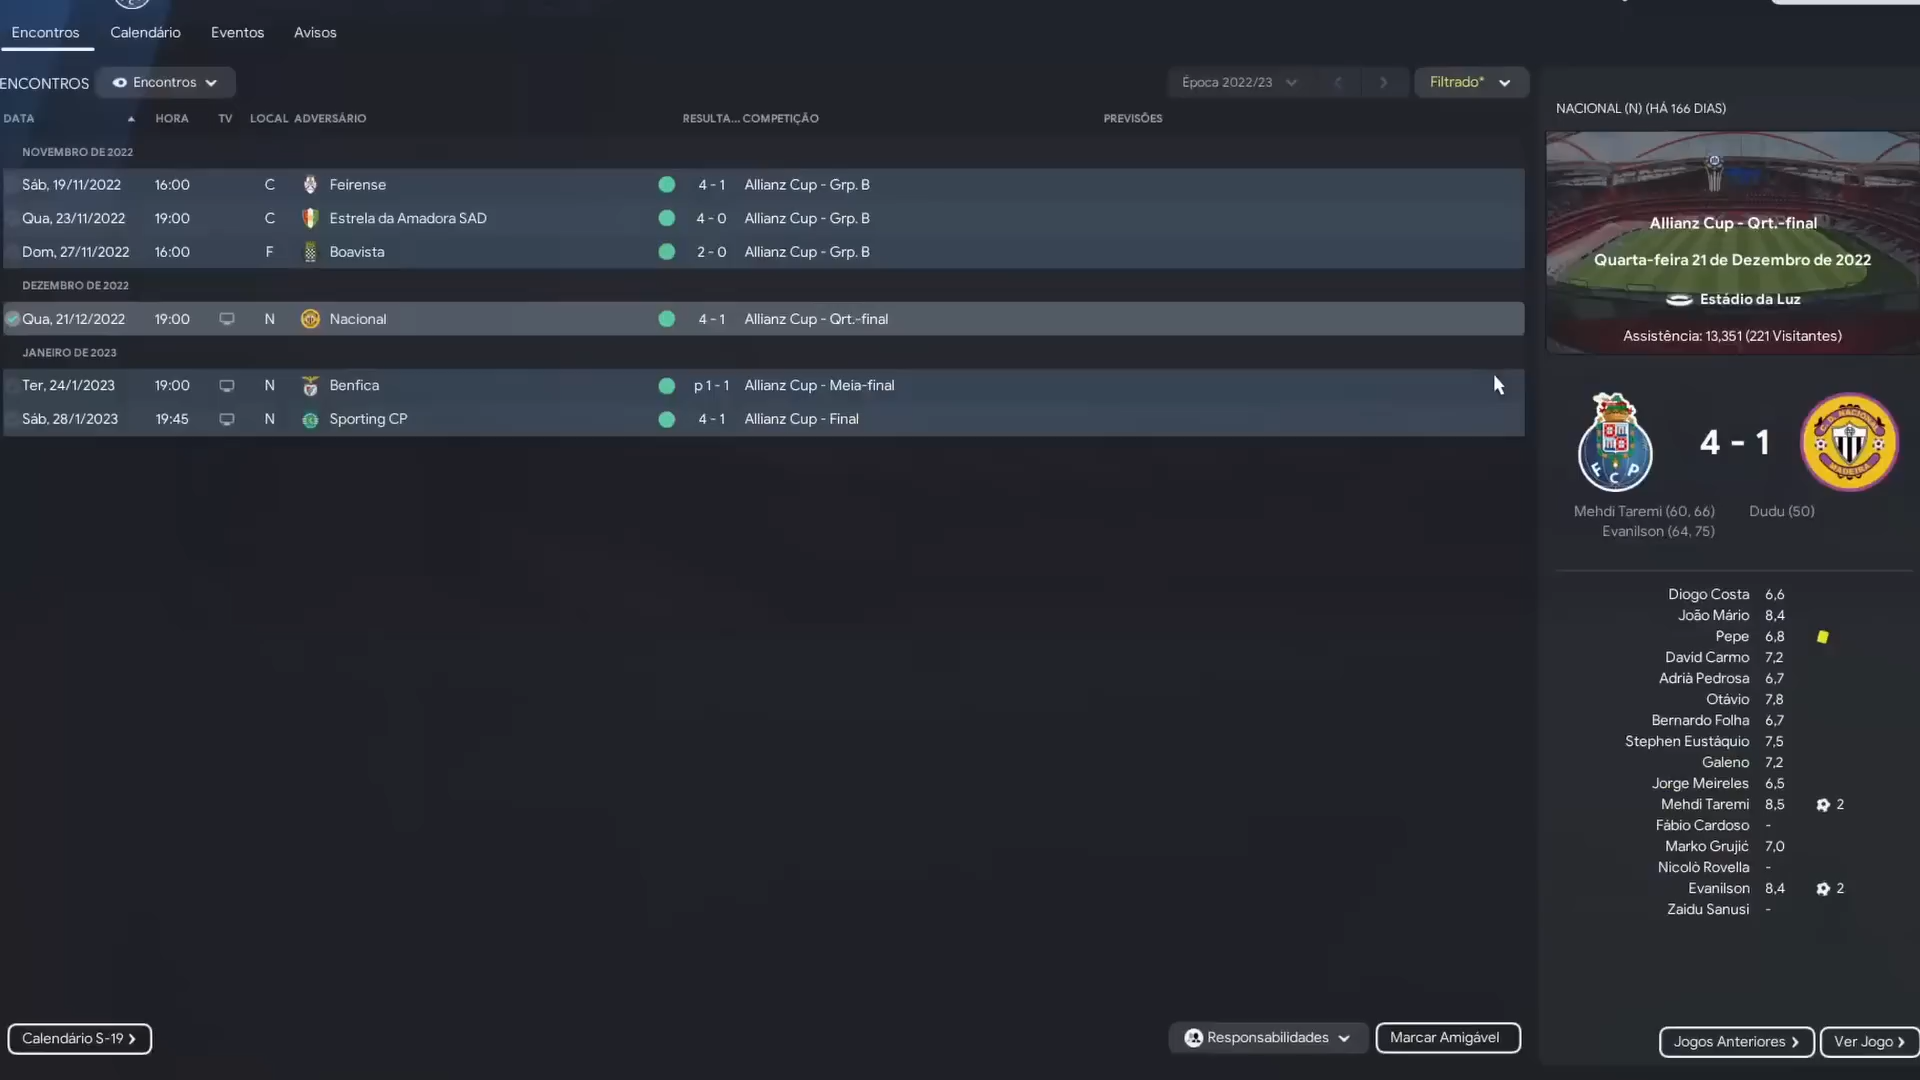 Encontros Calendário Eventos Avisos
ENCONTROS Encontros Época 2022/23 Filtrado*
DATA HORA TV LOCAL ADVERSÁRIO RESULTA... COMPETIÇÃO PREVISÕES
NOVEMBRO DE 2022
Sáb, 19/11/2022 16:00 C Feirense 4 - 1 Allianz Cup - Grp. B
Qua, 23/11/2022 19:00 C Estrela da Amadora SAD 4 - 0 Allianz Cup - Grp. B
Dom, 27/11/2022 16:00 F Boavista 2 - 0 Allianz Cup - Grp. B
DEZEMBRO DE 2022
Qua, 21/12/2022 19:00 N Nacional 4 - 1 Allianz Cup - Qrt.-final
JANEIRO DE 2023
Ter, 24/1/2023 19:00 N Benfica p 1 - 1 Allianz Cup - Meia-final
Sáb, 28/1/2023 19:45 N Sporting CP 4 - 1 Allianz Cup - Final
NACIONAL (N) (HÁ 166 DIAS)
Allianz Cup - Qrt.-final
Quarta-feira 21 de Dezembro de 2022
Estádio da Luz
Assistência: 13,351 (221 Visitantes)
4 - 1
Mehdi Taremi (60, 66) Dudu (50)
Evanilson (64, 75)
Diogo Costa 6,6
João Mário 8,4
Pepe 6,8
David Carmo 7,2
Adrià Pedrosa 6,7
Otávio 7,8
Bernardo Folha 6,7
Stephen Eustáquio 7,5
Galeno 7,2
Jorge Meireles 6,5
Mehdi Taremi 8,5 2
Fábio Cardoso -
Marko Grujić 7,0
Nicolò Rovella -
Evanilson 8,4 2
Zaidu Sanusi -
Calendário S-19 Responsabilidades Marcar Amigável Jogos Anteriores Ver Jogo